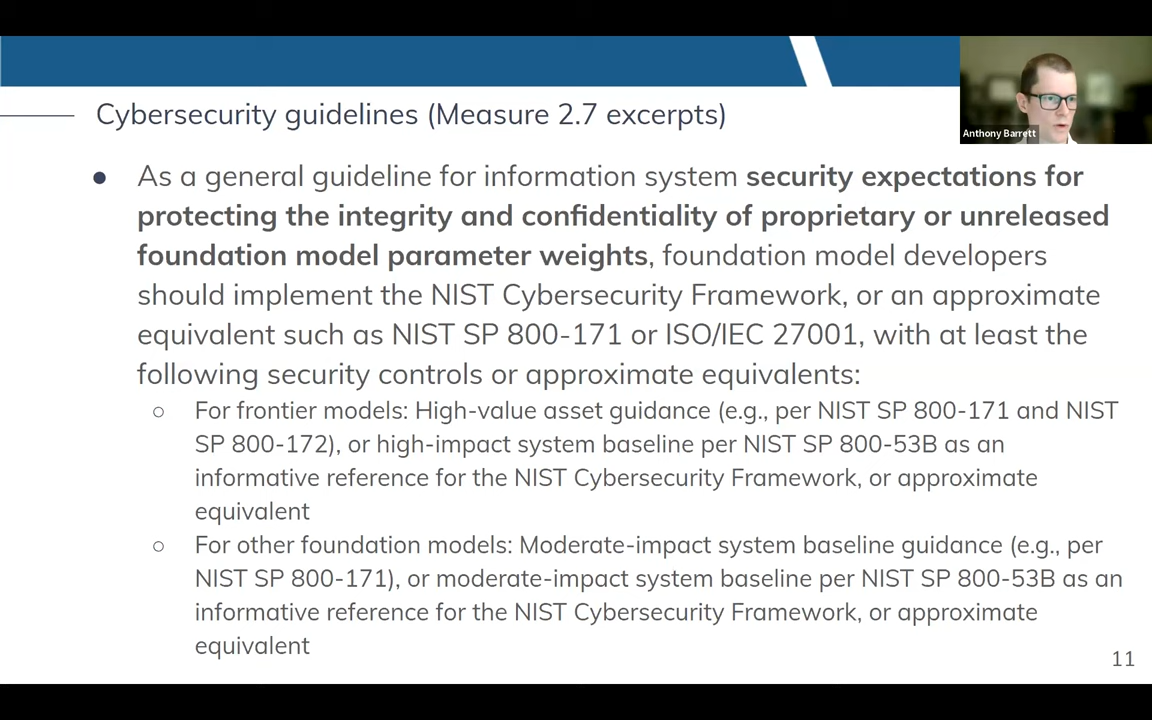 Cybersecurity guidelines (Measure 2.7 excerpts)
Anthony Barrett
● As a general guideline for information system security expectations for
protecting the integrity and confidentiality of proprietary or unreleased
foundation model parameter weights, foundation model developers
should implement the NIST Cybersecurity Framework, or an approximate
equivalent such as NIST SP 800-171 or ISO/IEC 27001, with at least the
following security controls or approximate equivalents:
○ For frontier models: High-value asset guidance (e.g., per NIST SP 800-171 and NIST
SP 800-172), or high-impact system baseline per NIST SP 800-53B as an
informative reference for the NIST Cybersecurity Framework, or approximate
equivalent
○ For other foundation models: Moderate-impact system baseline guidance (e.g., per
NIST SP 800-171), or moderate-impact system baseline per NIST SP 800-53B as an
informative reference for the NIST Cybersecurity Framework, or approximate
equivalent
11